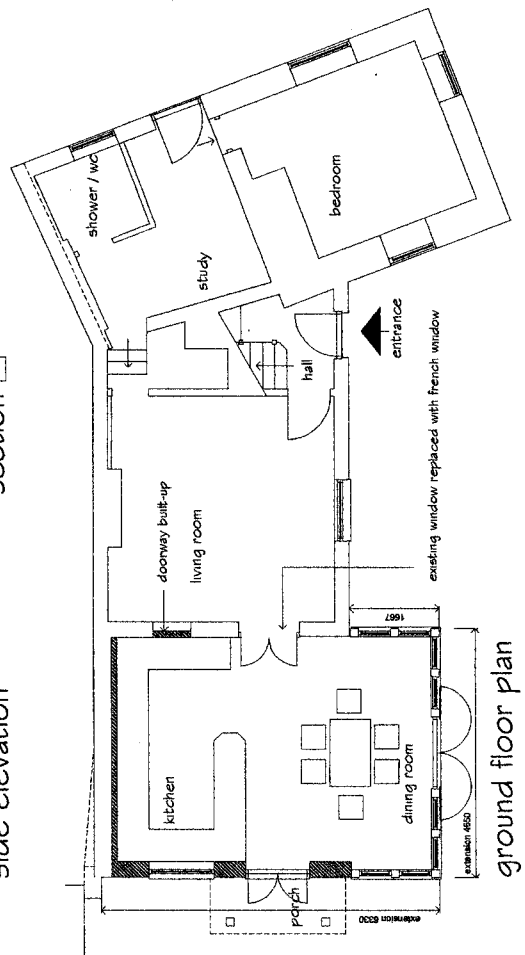 side elevation
section
shower / wc
study
bedroom
hall
entrance
doorway built-up
living room
existing window replaced with french window
kitchen
dining room
porch
1667
extension 4650
extension 6330
ground floor plan